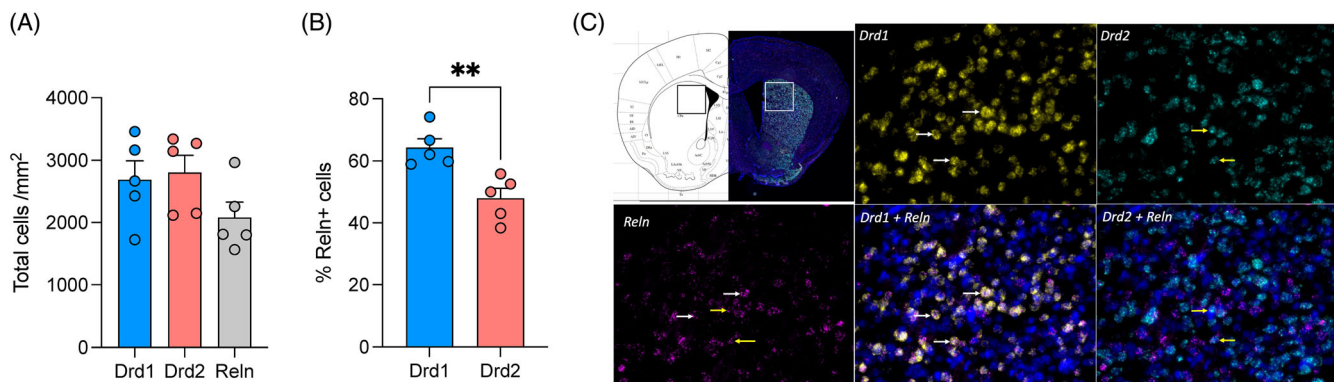 (A)
Total cells /mm²
4000
3000
2000
1000
0
Drd1 Drd2 Reln
(B)
**
% Reln+ cells
80
60
40
20
0
Drd1 Drd2
(C)
Drd1
Drd2
Reln
Drd1 + Reln
Drd2 + Reln